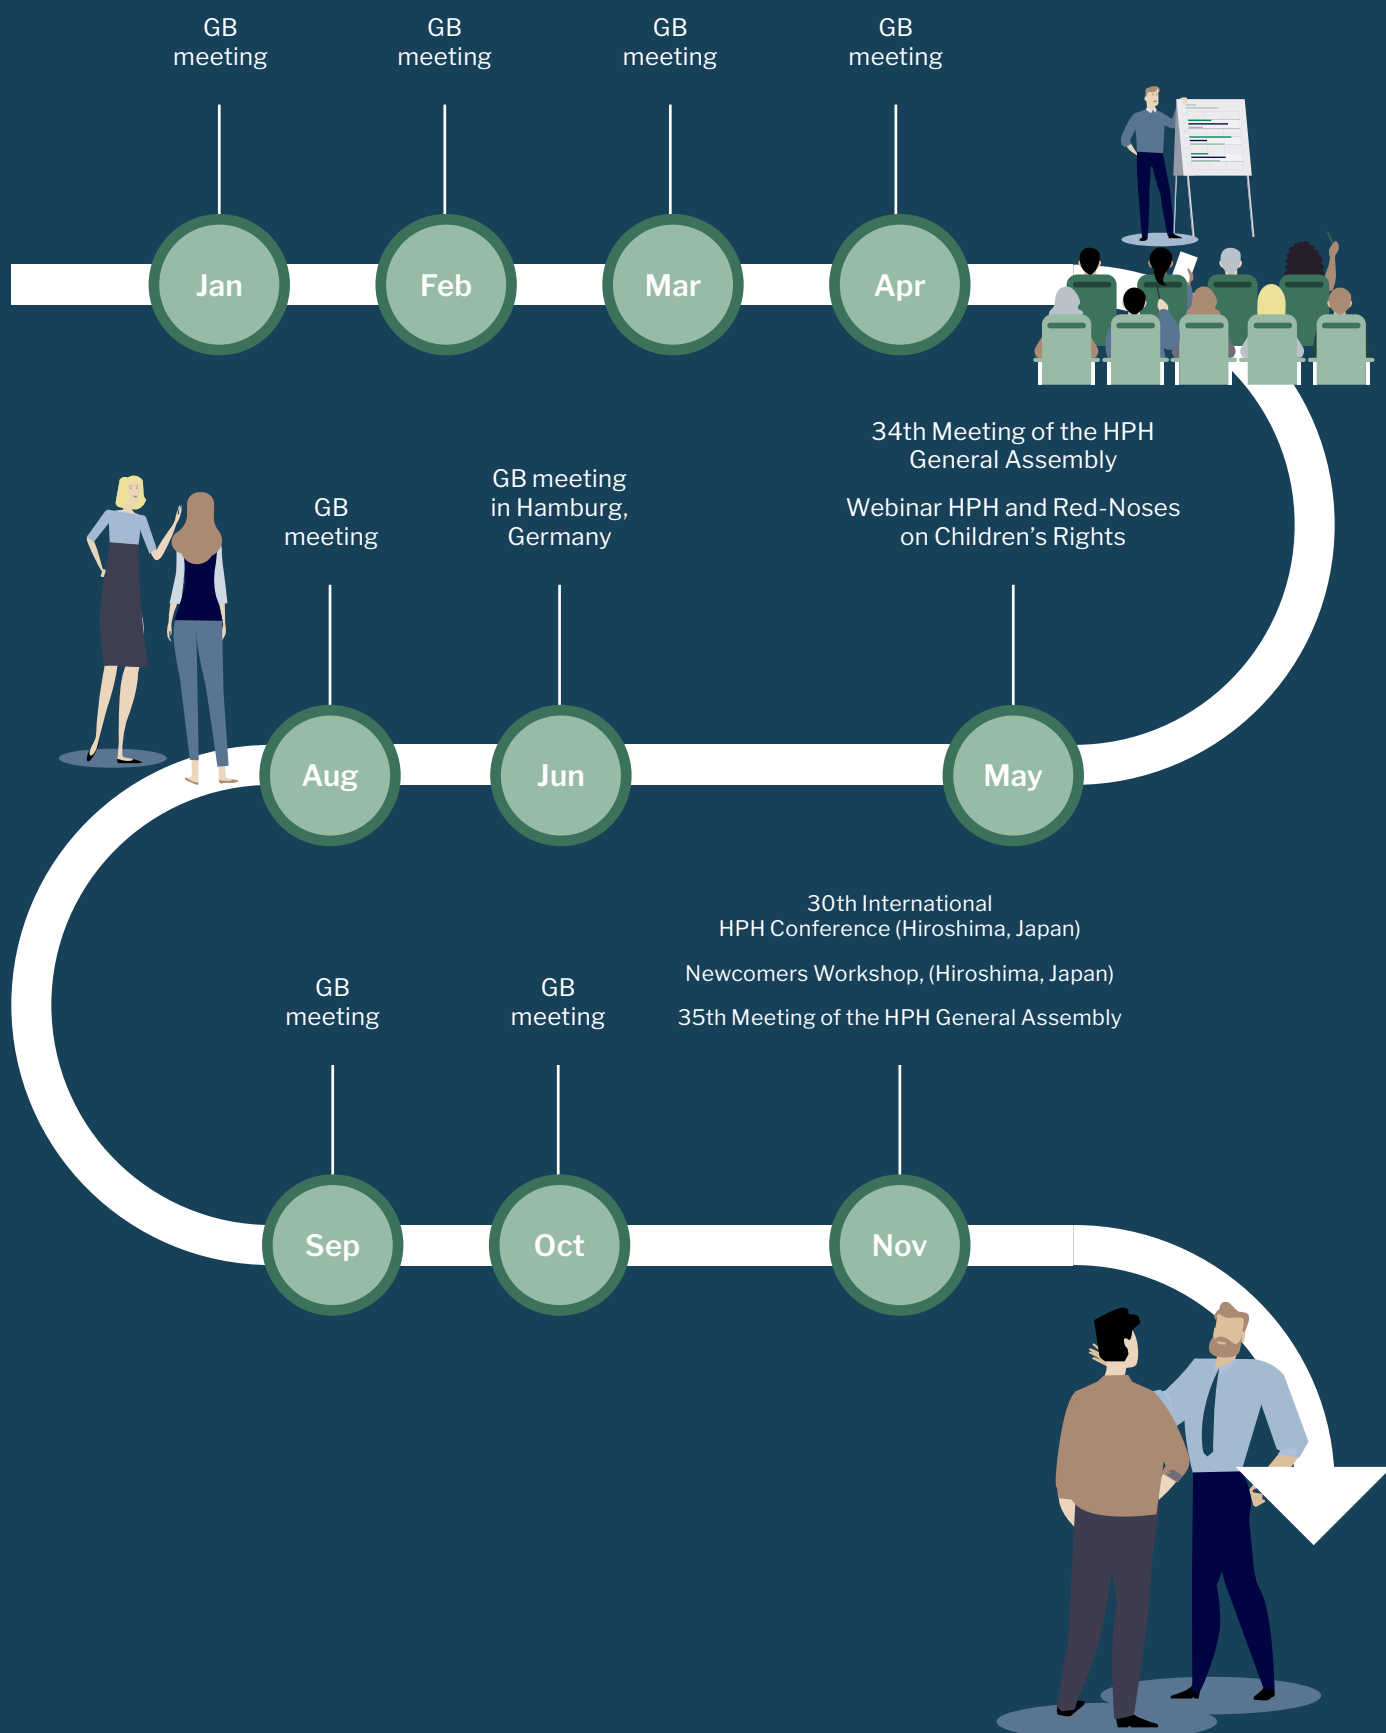 GB
meeting
GB
meeting
GB
meeting
GB
meeting
Jan
Feb
Mar
Apr
34th Meeting of the HPH
General Assembly
Webinar HPH and Red-Noses
on Children’s Rights
GB meeting
in Hamburg,
Germany
GB
meeting
May
Jun
Aug
GB
meeting
GB
meeting
30th International
HPH Conference (Hiroshima, Japan)
Newcomers Workshop, (Hiroshima, Japan)
35th Meeting of the HPH General Assembly
Sep
Oct
Nov